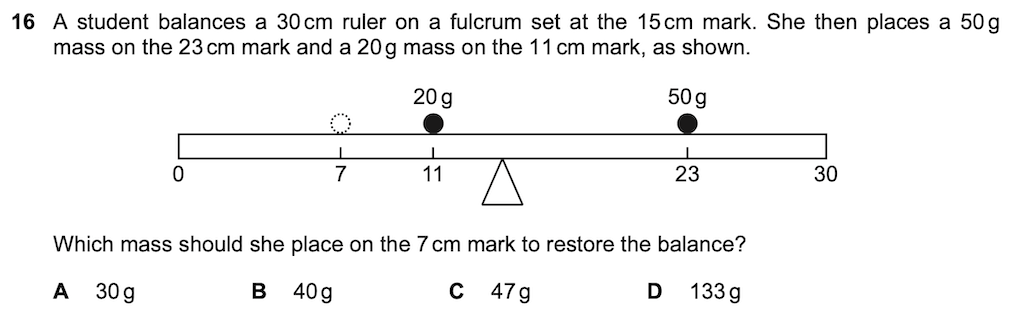 16 A student balances a 30 cm ruler on a fulcrum set at the 15 cm mark. She then places a 50 g
mass on the 23 cm mark and a 20 g mass on the 11 cm mark, as shown.
20 g 50 g
0 7 11 23 30
Which mass should she place on the 7 cm mark to restore the balance?
A 30 g B 40 g C 47 g D 133 g